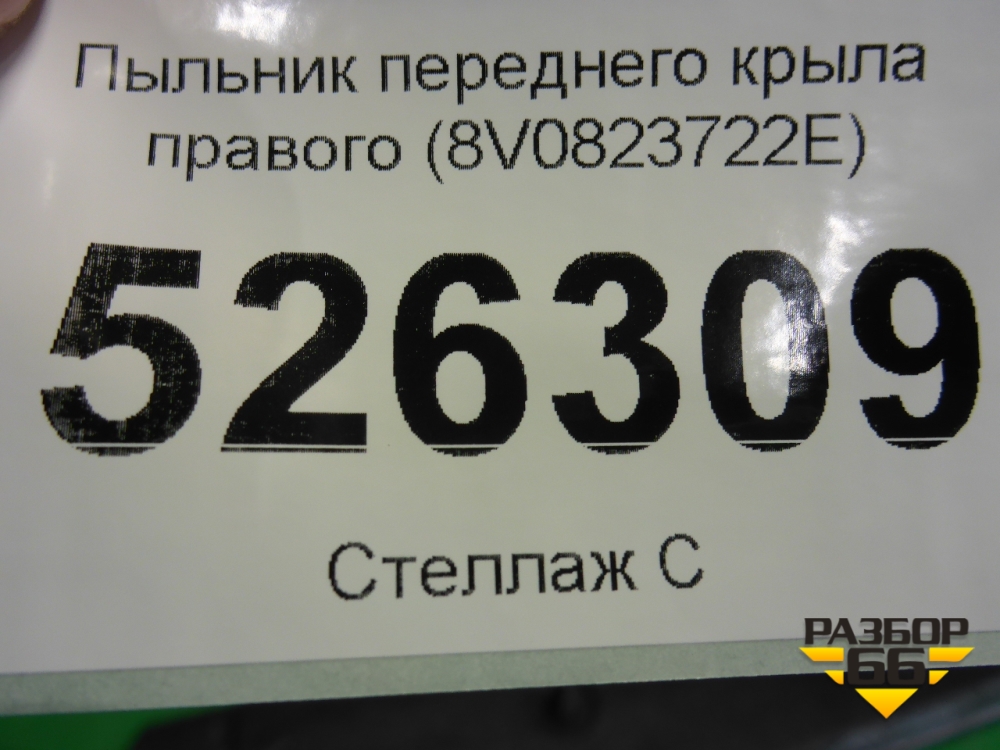 Пыльник переднего крыла
правого (8V0823722E)
526309
Стеллаж С
РАЗБОР
66